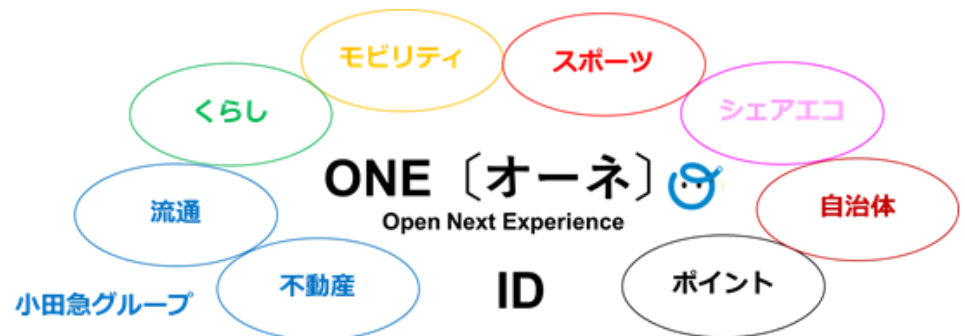 モビリティ
スポーツ
くらし
シェアエコ
ONE〔オーネ〕
Open Next Experience
流通
自治体
不動産
ID
ポイント
小田急グループ